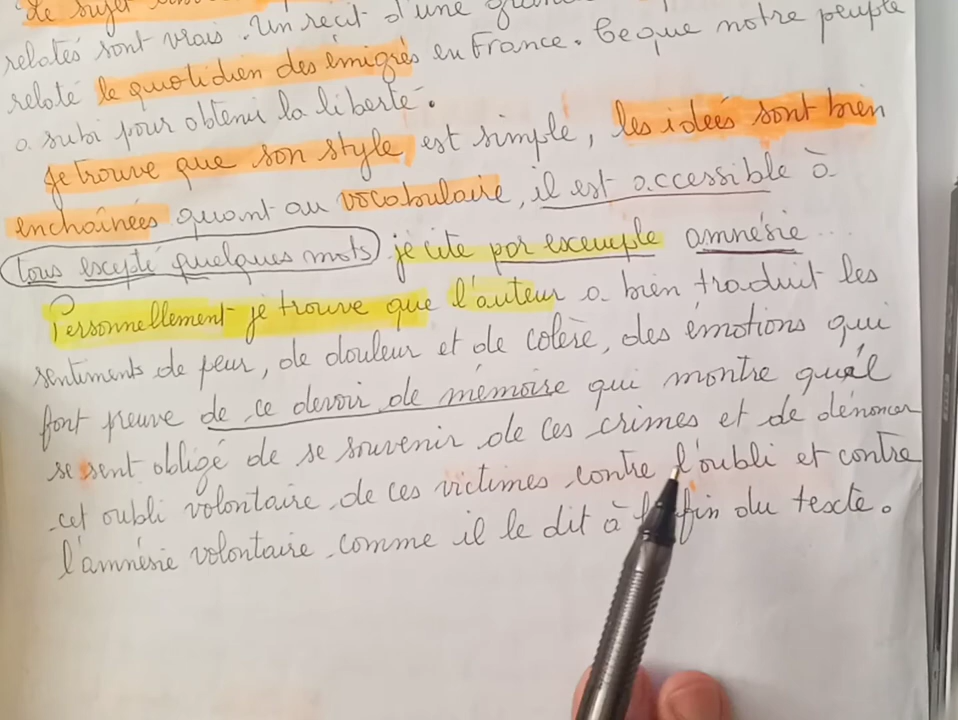 le sujet
relatés sont vrais. Un récit d'une
relaté le quotidien des émigrés en France. Ce que notre peuple
a subi pour obtenir la liberté.
Je trouve que son style, est simple, les idées sont bien
enchaînées quant au vocabulaire, il est accessible à
tous excepté quelques mots je cite par exemple amnésie ...
Personnellement je trouve que l'auteur a bien traduit les
sentiments de peur, de douleur et de colère, des émotions qui
font preuve de ce devoir de mémoire qui montre qu'il
se sent obligé de se souvenir de ces crimes et de dénoncer
cet oubli volontaire de ces victimes contre l'oubli et contre
l'amnésie volontaire comme il le dit à fin du texte.